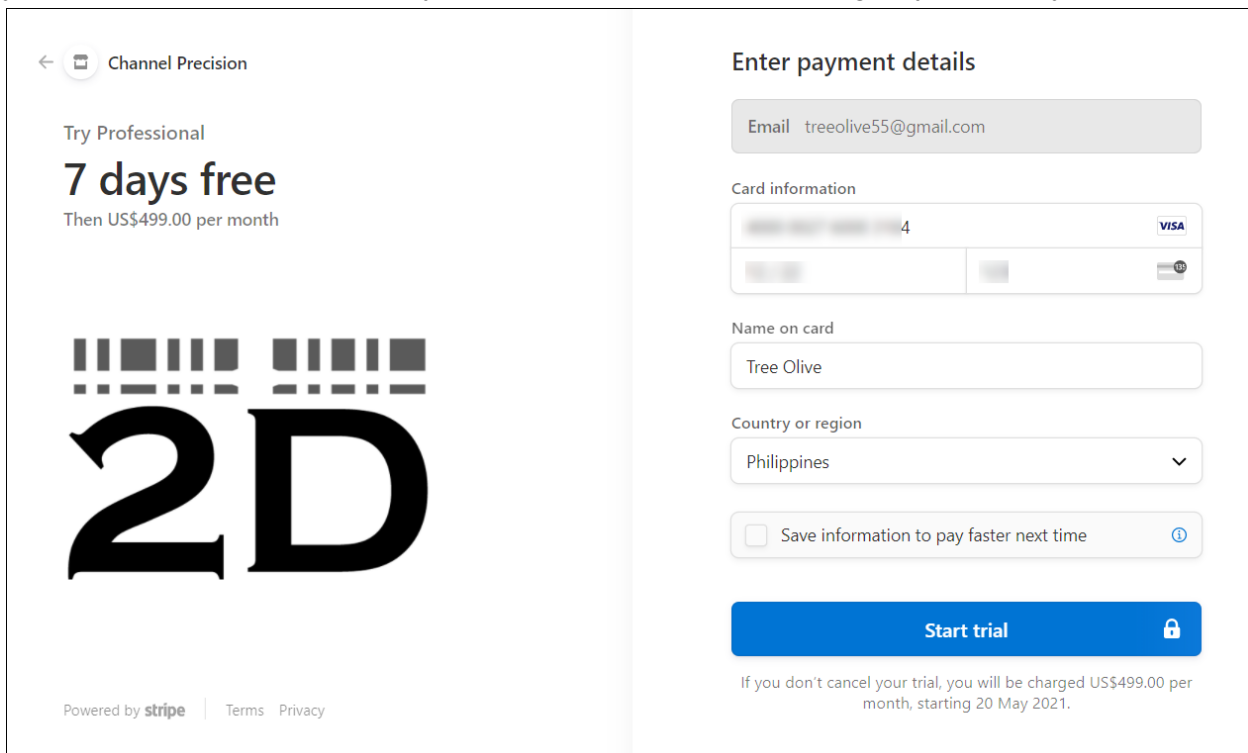 Channel Precision
Try Professional
7 days free
Then US$499.00 per month
2D
Powered by stripe
Terms Privacy
Enter payment details
Email treeolive55@gmail.com
Card information
4 VISA
135
Name on card
Tree Olive
Country or region
Philippines
Save information to pay faster next time
Start trial
If you don't cancel your trial, you will be charged US$499.00 per
month, starting 20 May 2021.